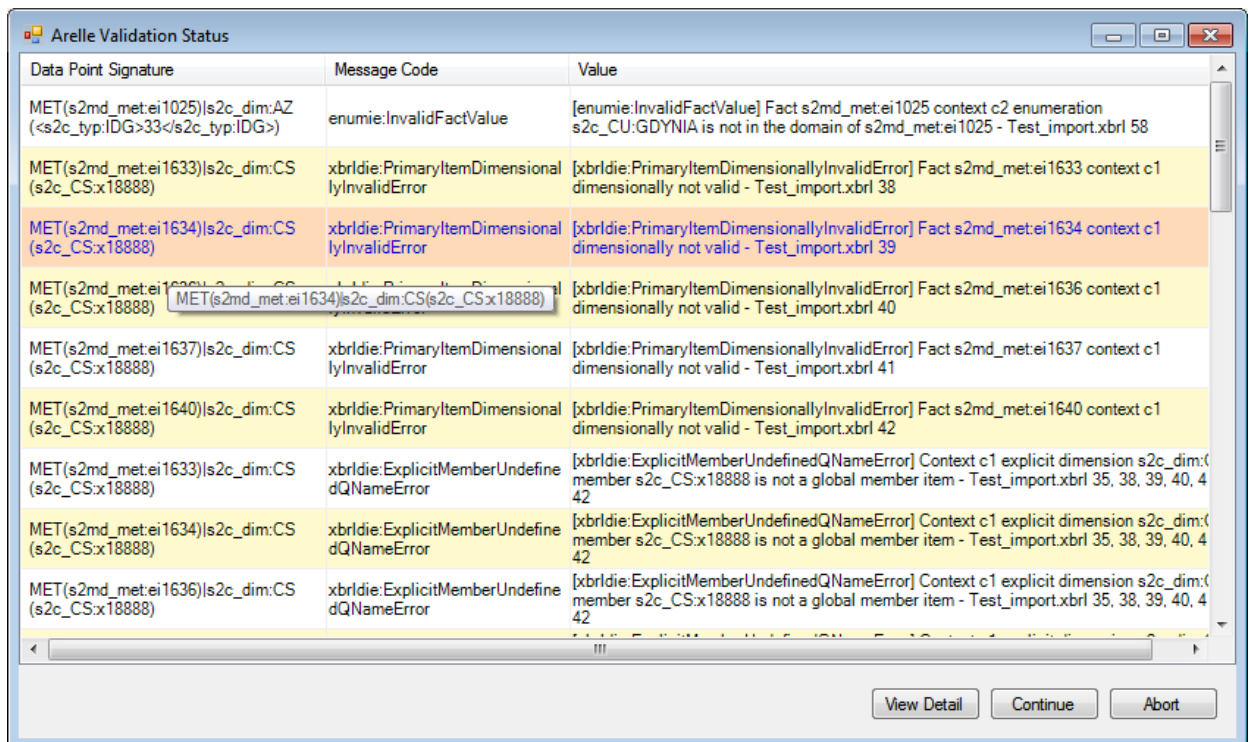 Arelle Validation Status
Data Point Signature Message Code Value
MET(s2md_met:ei1025)|s2c_dim:AZ
(<s2c_typ:IDG>33</s2c_typ:IDG>)
enumie:InvalidFactValue
[enumie:InvalidFactValue] Fact s2md_met:ei1025 context c2 enumeration
s2c_CU:GDYNIA is not in the domain of s2md_met:ei1025 - Test_import.xbrl 58
MET(s2md_met:ei1633)|s2c_dim:CS
(s2c_CS:x18888)
xbrldie:PrimaryItemDimensional
lyInvalidError
[xbrldie:PrimaryItemDimensionallyInvalidError] Fact s2md_met:ei1633 context c1
dimensionally not valid - Test_import.xbrl 38
MET(s2md_met:ei1634)|s2c_dim:CS
(s2c_CS:x18888)
xbrldie:PrimaryItemDimensional
lyInvalidError
[xbrldie:PrimaryItemDimensionallyInvalidError] Fact s2md_met:ei1634 context c1
dimensionally not valid - Test_import.xbrl 39
(s2c_CS:x18888)
MET(s2md_met:ei1634)|s2c_dim:CS(s2c_CS:x18888)
[xbrldie:PrimaryItemDimensionallyInvalidError] Fact s2md_met:ei1636 context c1
dimensionally not valid - Test_import.xbrl 40
MET(s2md_met:ei1637)|s2c_dim:CS
(s2c_CS:x18888)
xbrldie:PrimaryItemDimensional
lyInvalidError
[xbrldie:PrimaryItemDimensionallyInvalidError] Fact s2md_met:ei1637 context c1
dimensionally not valid - Test_import.xbrl 41
MET(s2md_met:ei1640)|s2c_dim:CS
(s2c_CS:x18888)
xbrldie:PrimaryItemDimensional
lyInvalidError
[xbrldie:PrimaryItemDimensionallyInvalidError] Fact s2md_met:ei1640 context c1
dimensionally not valid - Test_import.xbrl 42
MET(s2md_met:ei1633)|s2c_dim:CS
(s2c_CS:x18888)
xbrldie:ExplicitMemberUndefine
dQNameError
[xbrldie:ExplicitMemberUndefinedQNameError] Context c1 explicit dimension s2c_dim:
member s2c_CS:x18888 is not a global member item - Test_import.xbrl 35, 38, 39, 40, 4
42
MET(s2md_met:ei1634)|s2c_dim:CS
(s2c_CS:x18888)
xbrldie:ExplicitMemberUndefine
dQNameError
[xbrldie:ExplicitMemberUndefinedQNameError] Context c1 explicit dimension s2c_dim:
member s2c_CS:x18888 is not a global member item - Test_import.xbrl 35, 38, 39, 40, 4
42
MET(s2md_met:ei1636)|s2c_dim:CS
(s2c_CS:x18888)
xbrldie:ExplicitMemberUndefine
dQNameError
[xbrldie:ExplicitMemberUndefinedQNameError] Context c1 explicit dimension s2c_dim:
member s2c_CS:x18888 is not a global member item - Test_import.xbrl 35, 38, 39, 40, 4
42
View Detail Continue Abort